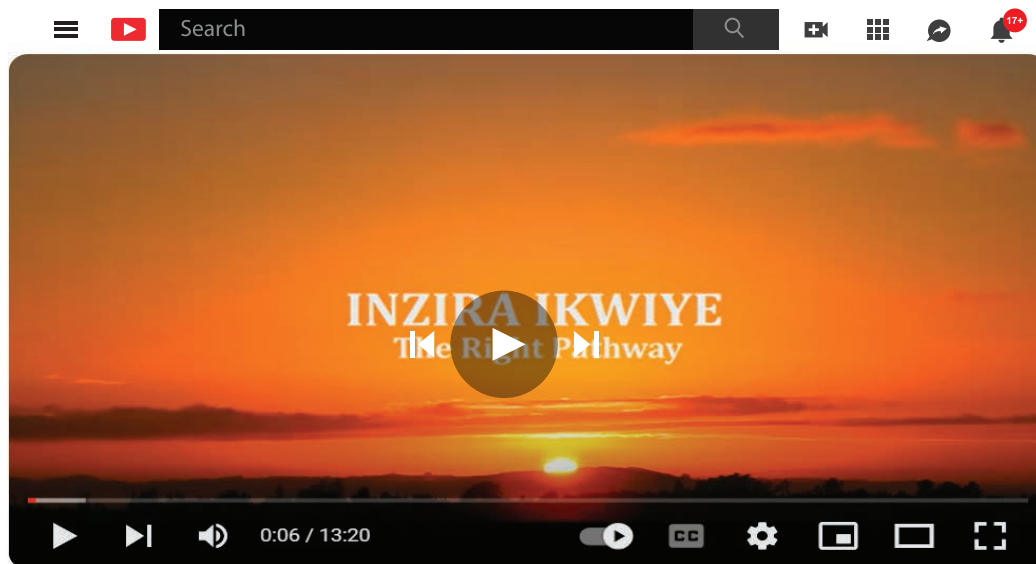 Search
17+
INZIRA IKWIYE
The Right Pathway
0:06 / 13:20
CC